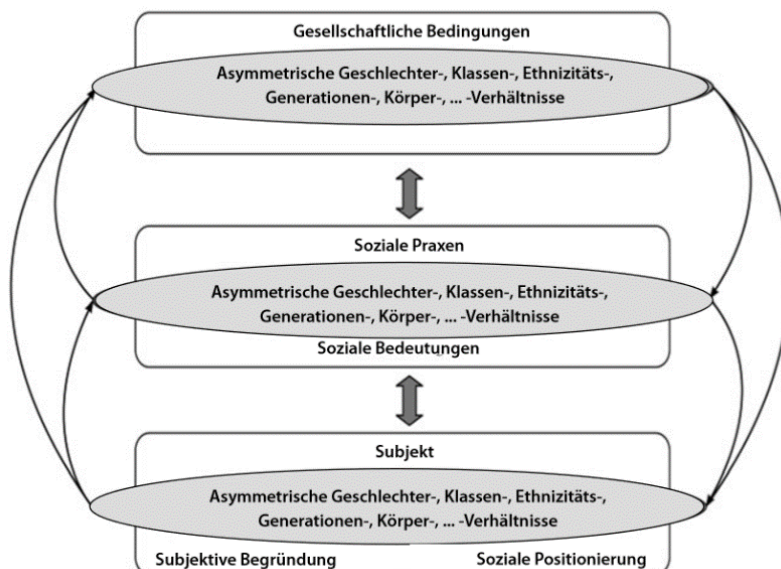 Gesellschaftliche Bedingungen
Asymmetrische Geschlechter-, Klassen-, Ethnizitäts-,
Generationen-, Körper-, ... -Verhältnisse
Soziale Praxen
Asymmetrische Geschlechter-, Klassen-, Ethnizitäts-,
Generationen-, Körper-, ... -Verhältnisse
Soziale Bedeutungen
Subjekt
Asymmetrische Geschlechter-, Klassen-, Ethnizitäts-,
Generationen-, Körper-, ... -Verhältnisse
Subjektive Begründung Soziale Positionierung